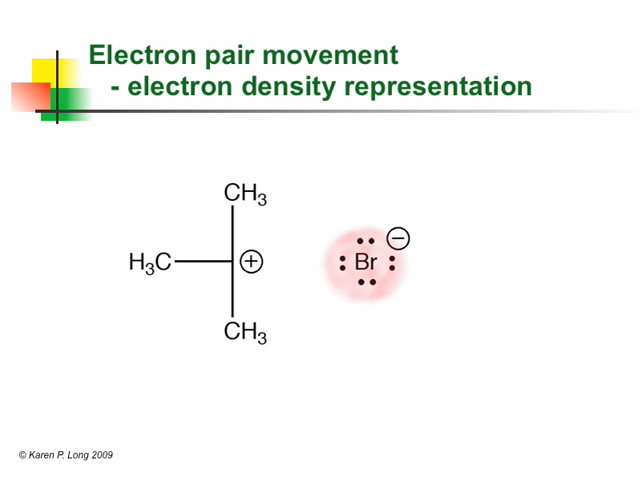 Electron pair movement
- electron density representation
CH₃
H₃C
+
−
Br
CH₃
© Karen P. Long 2009